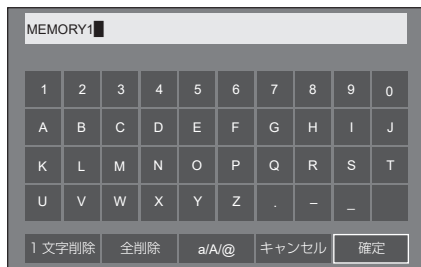 MEMORY1
1 2 3 4 5 6 7 8 9 0
A B C D E F G H I J
K L M N O P Q R S T
U V W X Y Z . – _
1 文字削除 全削除 a/A/@ キャンセル 確定